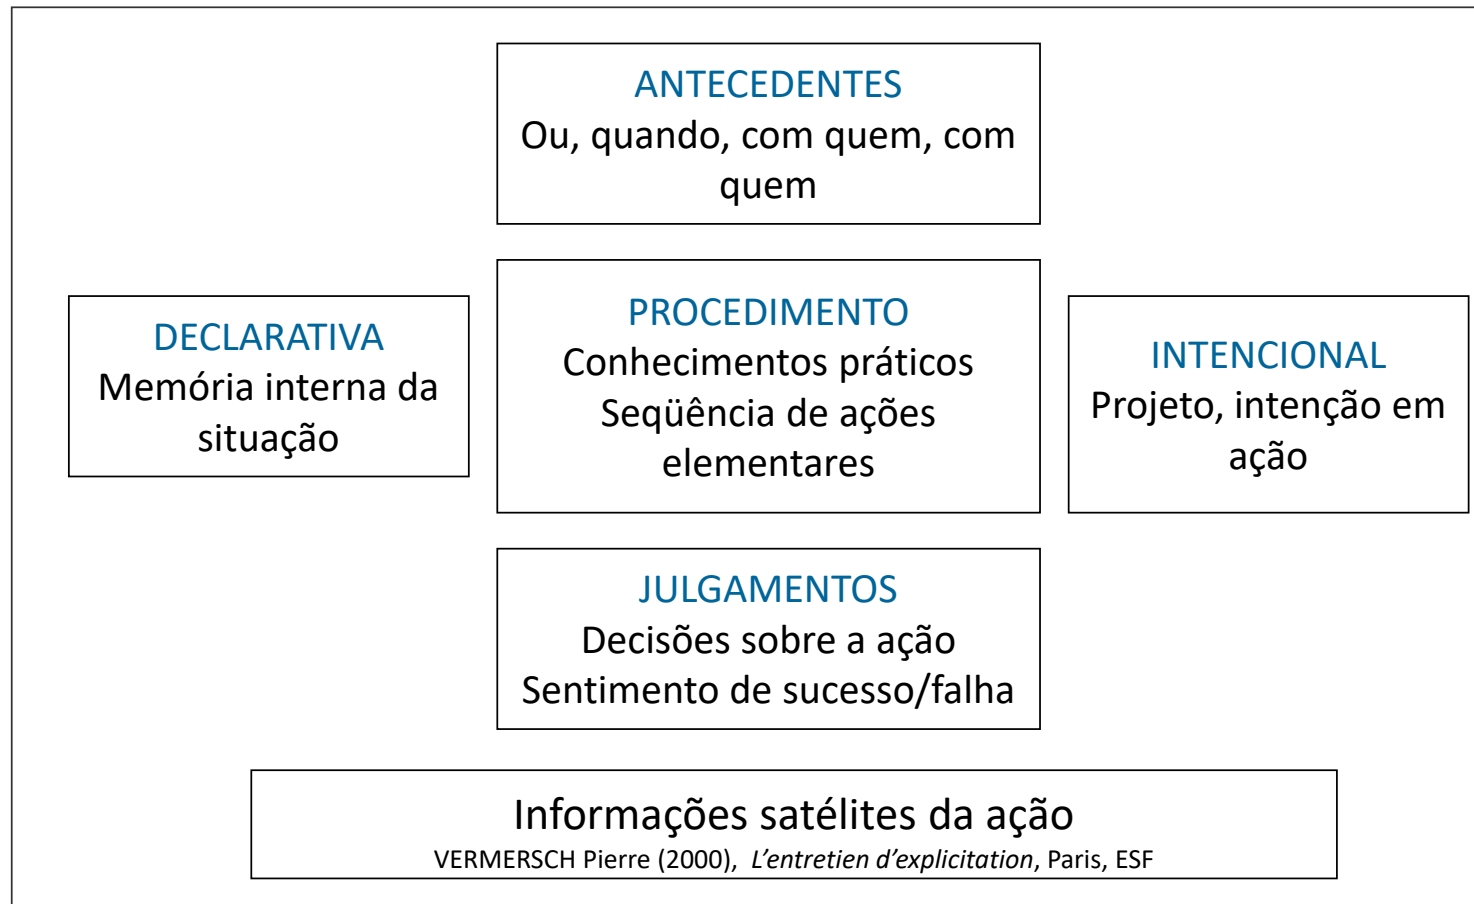 ANTECEDENTES
Ou, quando, com quem, com
quem
DECLARATIVA
Memória interna da
situação
PROCEDIMENTO
Conhecimentos práticos
Seqüência de ações
elementares
INTENCIONAL
Projeto, intenção em
ação
JULGAMENTOS
Decisões sobre a ação
Sentimento de sucesso/falha
Informações satélites da ação
VERMERSCH Pierre (2000), L’entretien d’explicitation, Paris, ESF